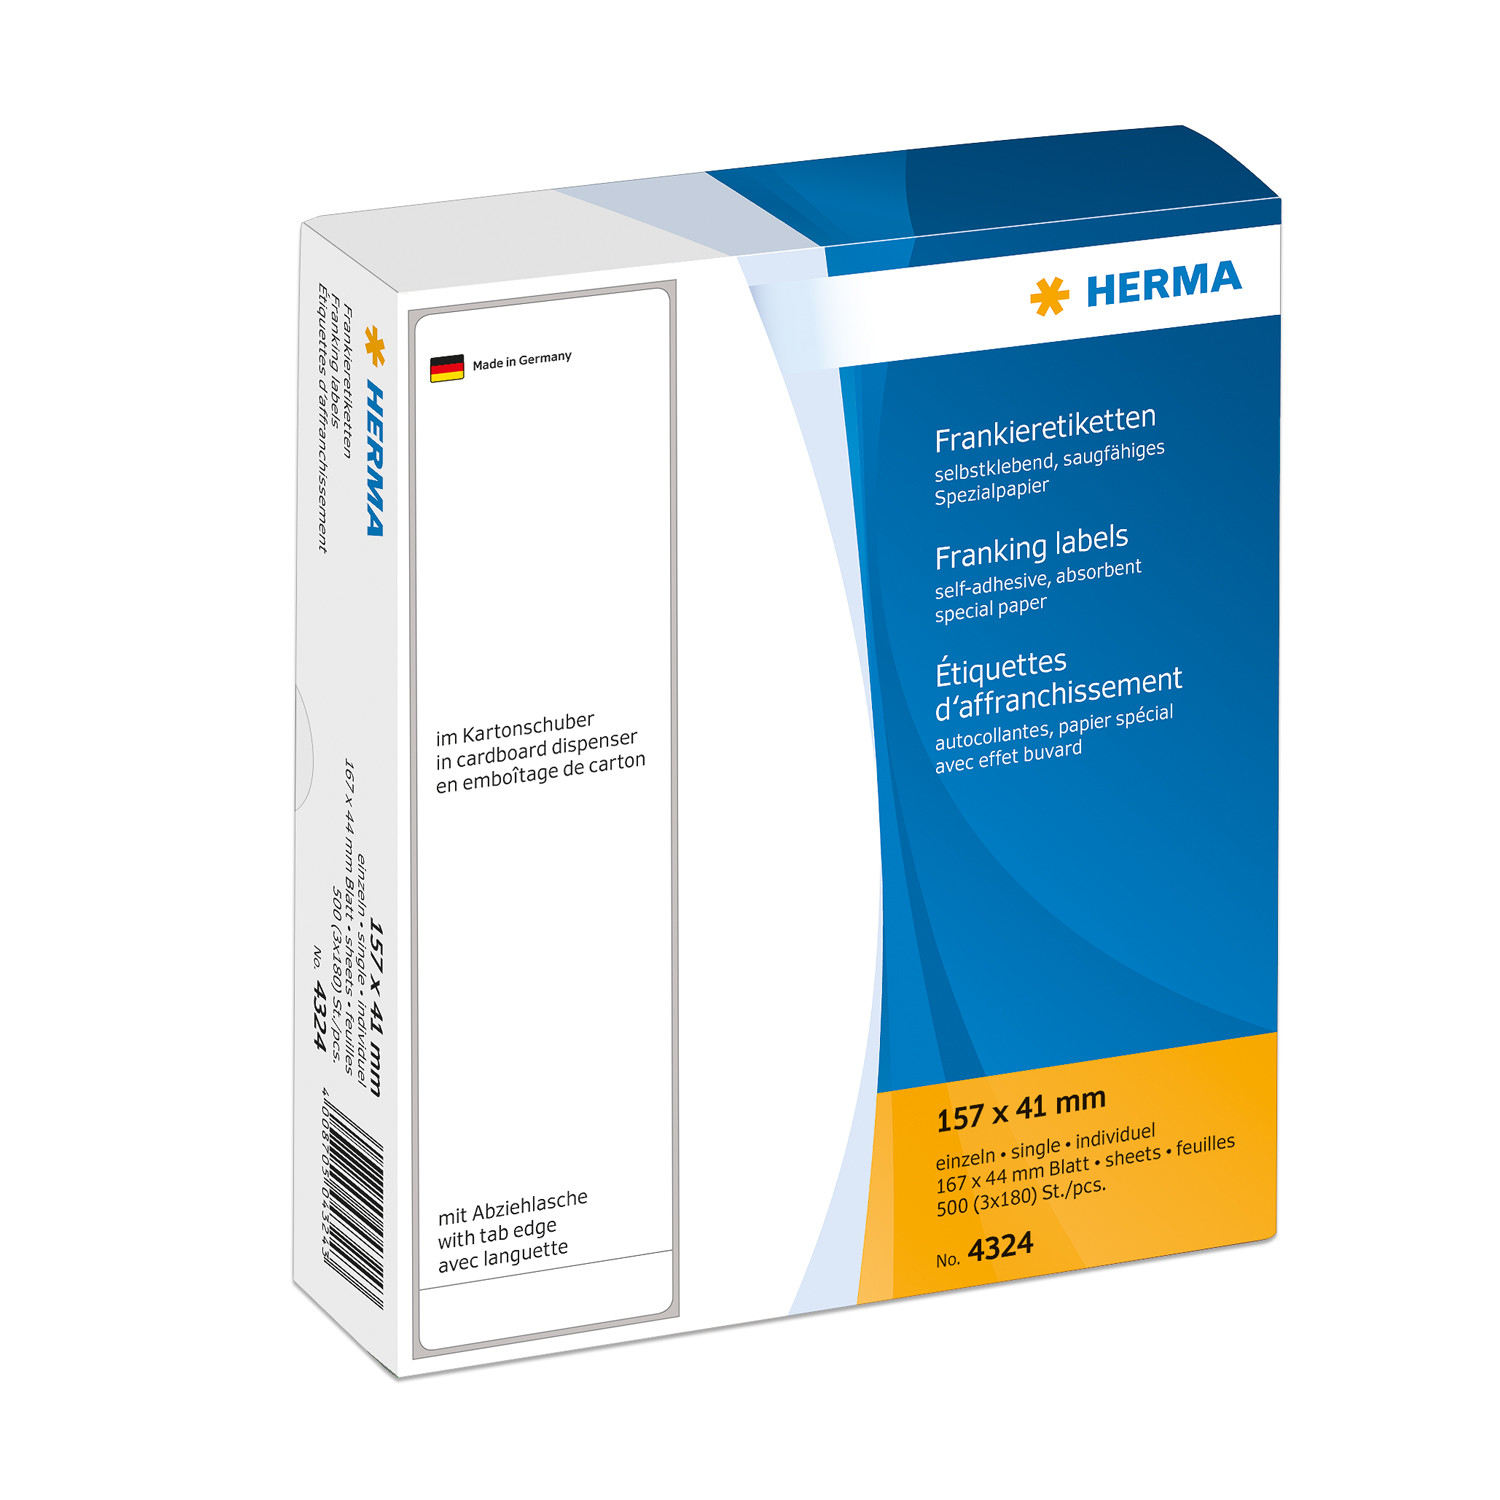 HERMA
Frankieretiketten
selbstklebend, saugfähiges
Spezialpapier
Franking labels
self-adhesive, absorbent
special paper
Étiquettes
d‘affranchissement
autocollantes, papier spécial
avec effet buvard
157 x 41 mm
einzeln • single • individuel
167 x 44 mm Blatt • sheets • feuilles
500 (3x180) St./pcs.
No. 4324
Made in Germany
im Kartonschuber
in cardboard dispenser
en emboîtage de carton
mit Abziehlasche
with tab edge
avec languette
HERMA
Frankieretiketten
Franking labels
Étiquettes d‘affranchissement
157 x 41 mm
einzeln • single • individuel
167 x 44 mm Blatt • sheets • feuilles
500 (3x180) St./pcs.
No. 4324
4 008705 043243